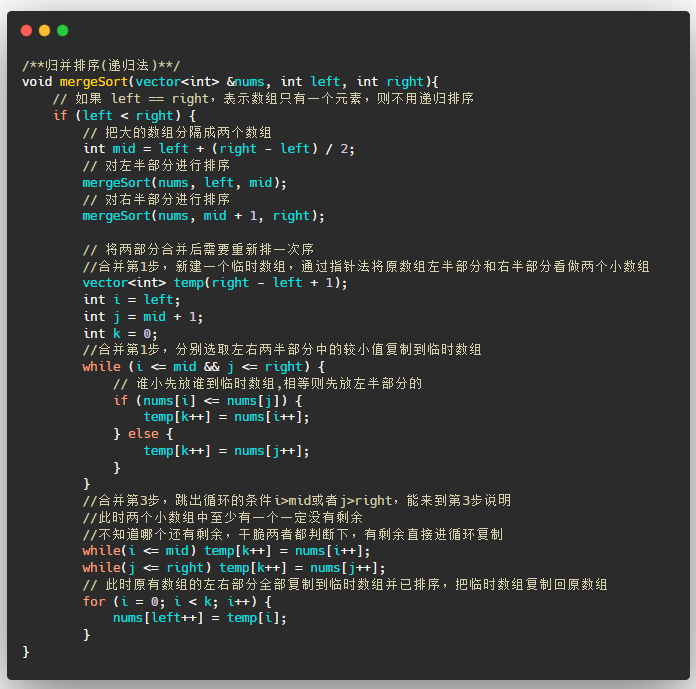 /**归并排序(递归法)**/
void mergeSort(vector<int> &nums, int left, int right){
    // 如果 left == right，表示数组只有一个元素，则不用递归排序
    if (left < right) {
        // 把大的数组分隔成两个数组
        int mid = left + (right - left) / 2;
        // 对左半部分进行排序
        mergeSort(nums, left, mid);
        // 对右半部分进行排序
        mergeSort(nums, mid + 1, right);

        // 将两部分合并后需要重新排一次序
        //合并第1步，新建一个临时数组，通过指针法将原数组左半部分和右半部分看做两个小数组
        vector<int> temp(right - left + 1);
        int i = left;
        int j = mid + 1;
        int k = 0;
        //合并第1步，分别选取左右两半部分中的较小值复制到临时数组
        while (i <= mid && j <= right) {
            // 谁小先放谁到临时数组,相等则先放左半部分的
            if (nums[i] <= nums[j]) {
                temp[k++] = nums[i++];
            } else {
                temp[k++] = nums[j++];
            }
        }
        //合并第3步，跳出循环的条件i>mid或者j>right，能来到第3步说明
        //此时两个小数组中至少有一个一定没有剩余
        //不知道哪个还有剩余，干脆两者都判断下，有剩余直接进循环复制
        while(i <= mid) temp[k++] = nums[i++];
        while(j <= right) temp[k++] = nums[j++];
        // 此时原有数组的左右部分全部复制到临时数组并已排序，把临时数组复制回原数组
        for (i = 0; i < k; i++) {
            nums[left++] = temp[i];
        }
}